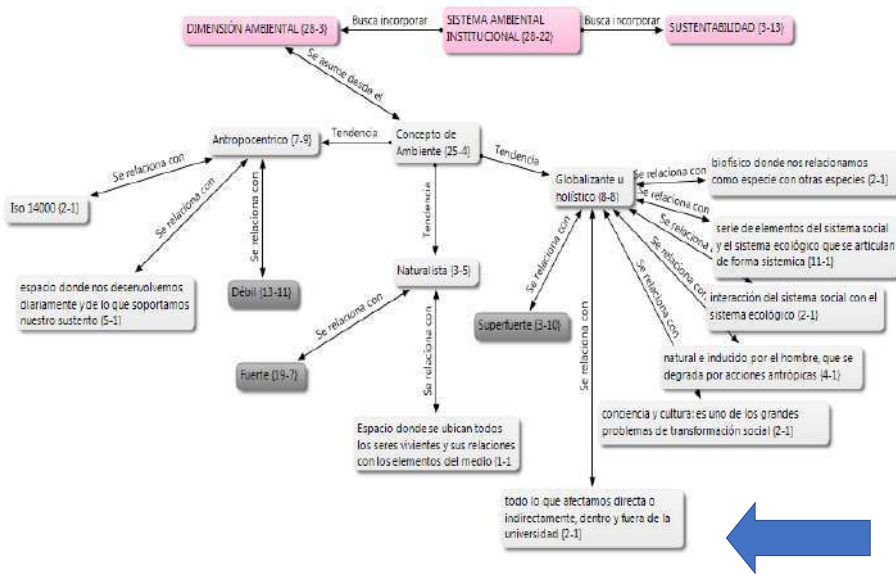 DIMENSIÓN AMBIENTAL {28-3}
Busca incorporar
SISTEMA AMBIENTAL
INSTITUCIONAL {28-22}
Busca incorporar
SUSTENTABILIDAD {3-13}
Se asume desde el
Antropocentrico {7-9}
Tendencia
Concepto de
Ambiente {25-4}
Tendencia
Tendencia
Globalizante u
holístico {8-8}
Se relaciona con
biofisico donde nos relacionamos
como especie con otras especies {2-1}
Se relaciona con
Iso 14000 {2-1}
Se relaciona con
Se relaciona con
Se relaciona con
serie de elementos del sistema social
y el sistema ecológico que se articulan
de forma sistemica {11-1}
Se relaciona
espacio donde nos desenvolvemos
diariamente y de lo que soportamos
nuestro sustento {5-1}
Débil {13-11}
Naturalista {3-5}
Se relaciona con
Superfuerte {3-10}
Se relaciona con
interacción del sistema social con el
sistema ecológico {2-1}
Se relaciona con
Fuerte {19-7}
Se relaciona con
Se relaciona con
Se relaciona con
natural e inducido por el hombre, que se
degrada por acciones antrópicas {4-1}
conciencia y cultura: es uno de los grandes
problemas de transformación social {2-1}
Espacio donde se ubican todos
los seres vivientes y sus relaciones
con los elementos del medio {1-1
todo lo que afectamos directa o
indirectamente, dentro y fuera de la
universidad {2-1}